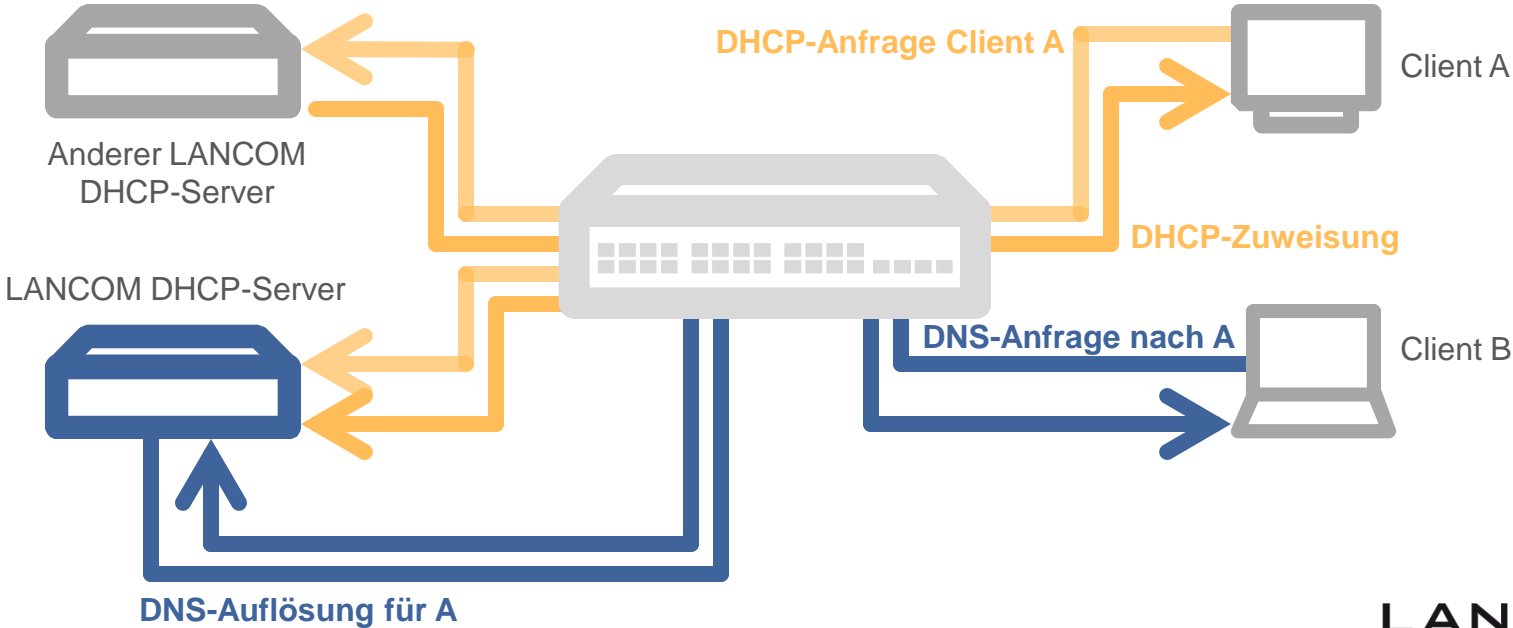 DHCP-Anfrage Client A
Client A
Anderer LANCOM
DHCP-Server
DHCP-Zuweisung
LANCOM DHCP-Server
DNS-Anfrage nach A
Client B
DNS-Auflösung für A
LAN